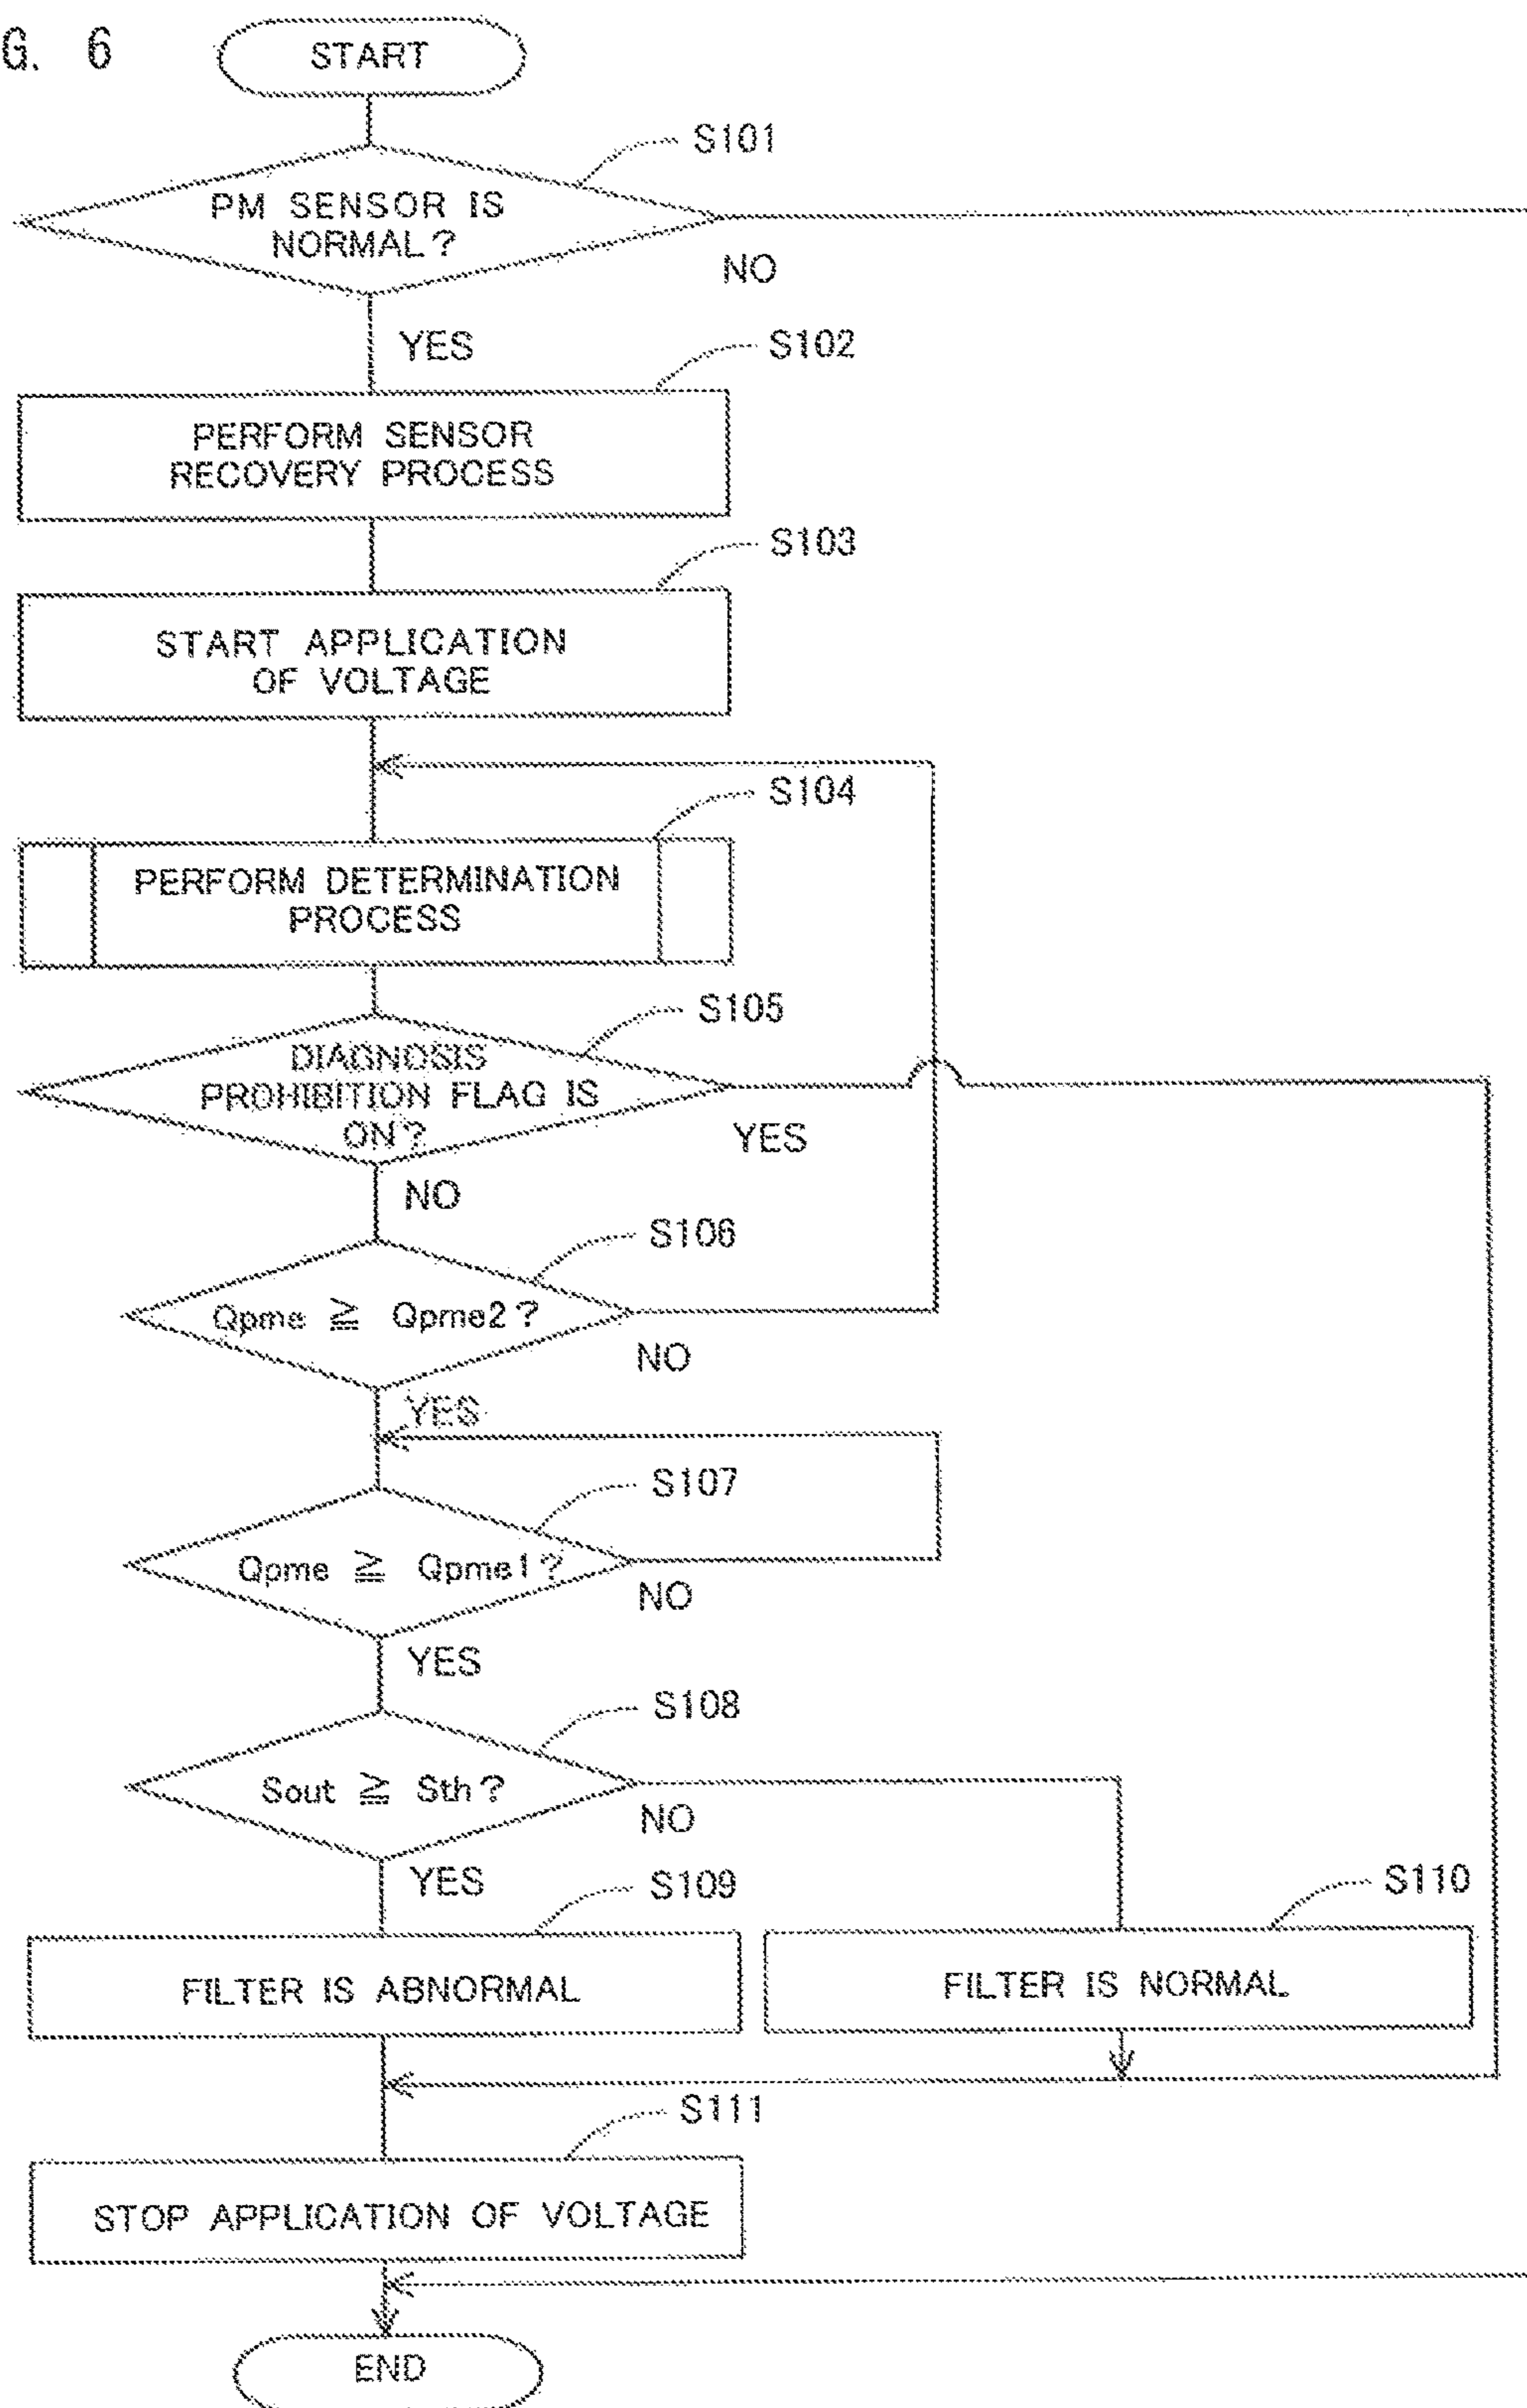 G. 6
START
S101
PM SENSOR IS
NORMAL?
NO
YES
S102
PERFORM SENSOR
RECOVERY PROCESS
S103
START APPLICATION
OF VOLTAGE
S104
PERFORM DETERMINATION
PROCESS
S105
DIAGNOSIS
PROHIBITION FLAG IS
ON?
YES
NO
S106
Qpme ≧ Qpme2?
NO
YES
S107
Qpme ≧ Qpme1?
NO
YES
S108
Sout ≧ Sth?
NO
YES
S109
S110
FILTER IS ABNORMAL
FILTER IS NORMAL
S111
STOP APPLICATION OF VOLTAGE
END